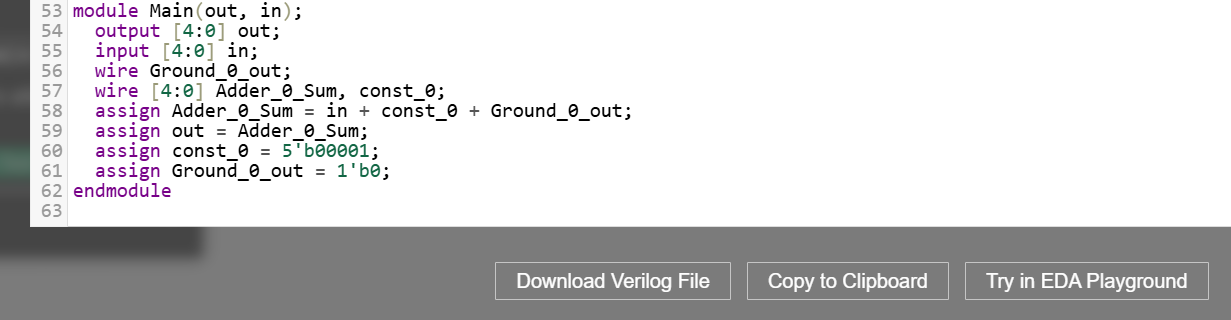 53 module Main(out, in);
54   output [4:0] out;
55   input [4:0] in;
56   wire Ground_0_out;
57   wire [4:0] Adder_0_Sum, const_0;
58   assign Adder_0_Sum = in + const_0 + Ground_0_out;
59   assign out = Adder_0_Sum;
60   assign const_0 = 5'b00001;
61   assign Ground_0_out = 1'b0;
62 endmodule
63
Download Verilog File Copy to Clipboard Try in EDA Playground